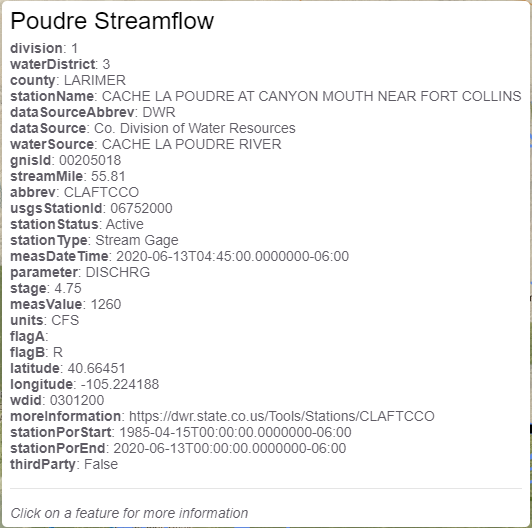 Poudre Streamflow
division: 1
waterDistrict: 3
county: LARIMER
stationName: CACHE LA POUDRE AT CANYON MOUTH NEAR FORT COLLINS
dataSourceAbbrev: DWR
dataSource: Co. Division of Water Resources
waterSource: CACHE LA POUDRE RIVER
gnisId: 00205018
streamMile: 55.81
abbrev: CLAFTCCO
usgsStationId: 06752000
stationStatus: Active
stationType: Stream Gage
measDateTime: 2020-06-13T04:45:00.0000000-06:00
parameter: DISCHRG
stage: 4.75
measValue: 1260
units: CFS
flagA:
flagB: R
latitude: 40.66451
longitude: -105.224188
wdid: 0301200
moreInformation: https://dwr.state.co.us/Tools/Stations/CLAFTCCO
stationPorStart: 1985-04-15T00:00:00.0000000-06:00
stationPorEnd: 2020-06-13T00:00:00.0000000-06:00
thirdParty: False
Click on a feature for more information